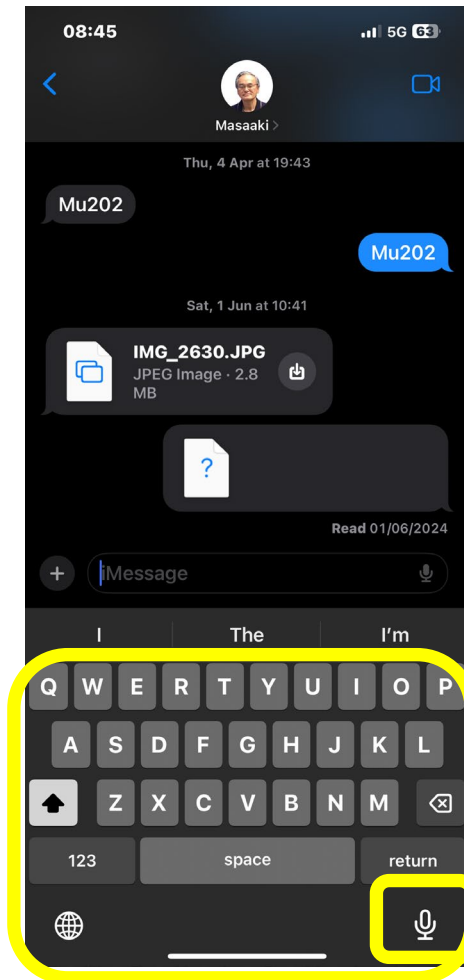 08:45 5G 63
Masaaki >
Thu, 4 Apr at 19:43
Mu202
Mu202
Sat, 1 Jun at 10:41
IMG_2630.JPG
JPEG Image · 2.8
MB
?
Read 01/06/2024
+ iMessage
I The I'm
Q W E R T Y U I O P
A S D F G H J K L
Z X C V B N M
123 space return